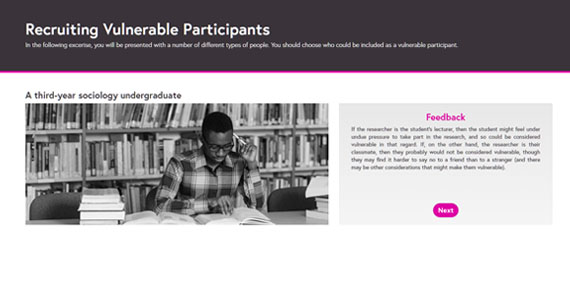 Recruiting Vulnerable Participants
In the following excerise, you will be presented with a number of different types of people. You should choose who could be included as a vulnerable participant.
A third-year sociology undergraduate
Feedback
If the researcher is the student's lecturer, then the student might feel under
undue pressure to take part in the research, and so could be considered
vulnerable in that regard. If, on the other hand, the researcher is their
classmate, then they probably would not be considered vulnerable, though
they may find it harder to say no to a friend than to a stranger (and there
may be other considerations that might make them vulnerable).
Next